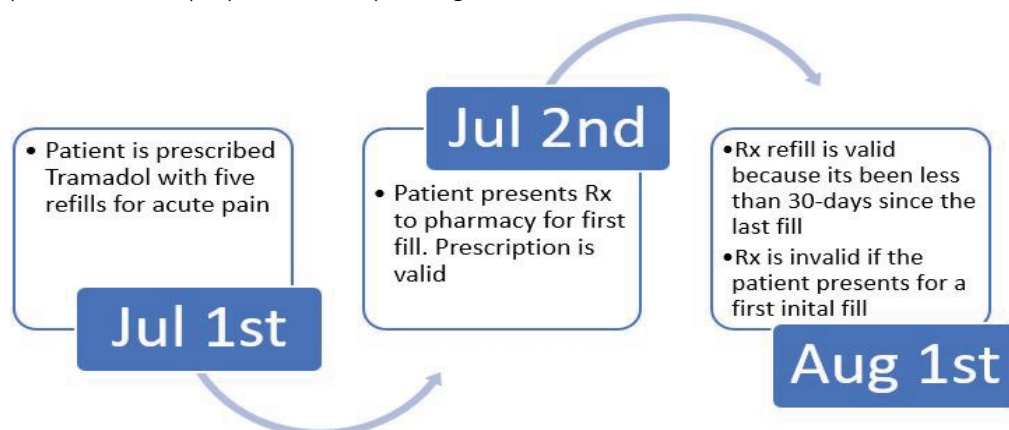 • Patient is prescribed
Tramadol with five
refills for acute pain
Jul 1st
Jul 2nd
• Patient presents Rx
to pharmacy for first
fill. Prescription is
valid
•Rx refill is valid
because its been less
than 30-days since the
last fill
•Rx is invalid if the
patient presents for a
first inital fill
Aug 1st